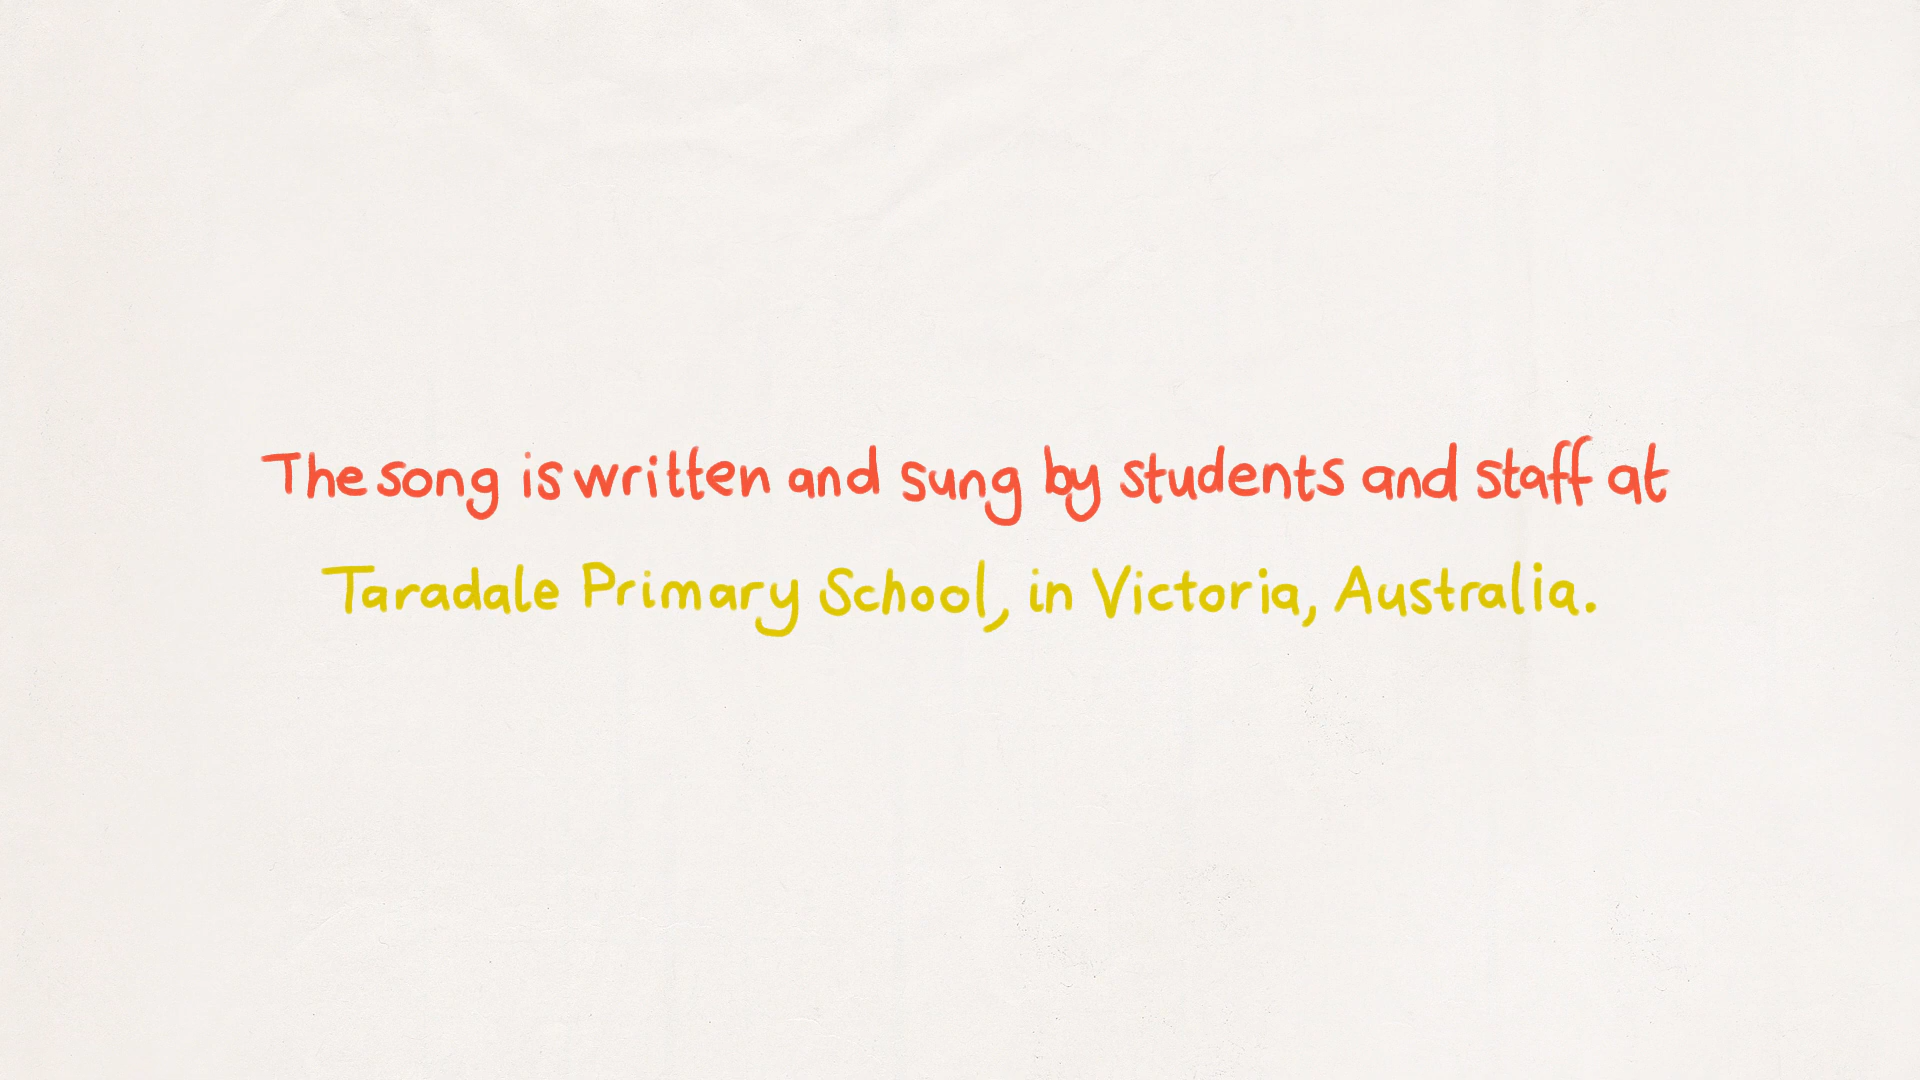 The song is written and sung by students and staff at
Taradale Primary School, in Victoria, Australia.